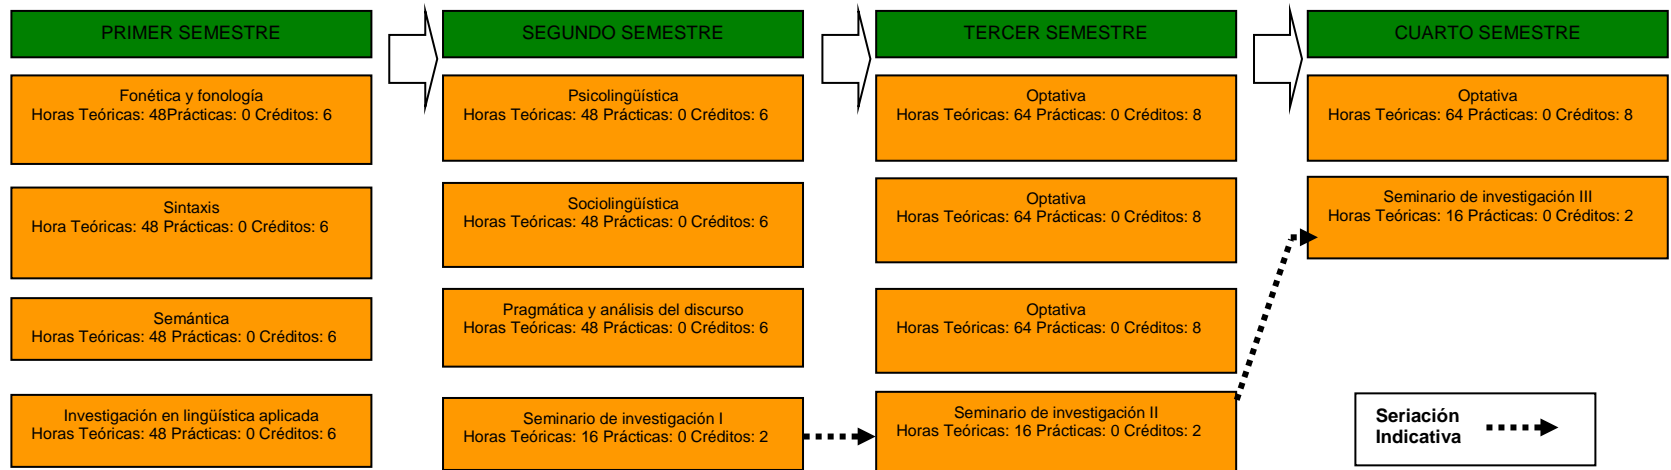 PRIMER SEMESTRE
Fonética y fonología
Horas Teóricas: 48Prácticas: 0 Créditos: 6
Sintaxis
Hora Teóricas: 48 Prácticas: 0 Créditos: 6
Semántica
Horas Teóricas: 48 Prácticas: 0 Créditos: 6
Investigación en lingüística aplicada
Horas Teóricas: 48 Prácticas: 0 Créditos: 6
SEGUNDO SEMESTRE
Psicolingüística
Horas Teóricas: 48 Prácticas: 0 Créditos: 6
Sociolingüística
Horas Teóricas: 48 Prácticas: 0 Créditos: 6
Pragmática y análisis del discurso
Horas Teóricas: 48 Prácticas: 0 Créditos: 6
Seminario de investigación I
Horas Teóricas: 16 Prácticas: 0 Créditos: 2
TERCER SEMESTRE
Optativa
Horas Teóricas: 64 Prácticas: 0 Créditos: 8
Optativa
Horas Teóricas: 64 Prácticas: 0 Créditos: 8
Optativa
Horas Teóricas: 64 Prácticas: 0 Créditos: 8
Seminario de investigación II
Horas Teóricas: 16 Prácticas: 0 Créditos: 2
CUARTO SEMESTRE
Optativa
Horas Teóricas: 64 Prácticas: 0 Créditos: 8
Seminario de investigación III
Horas Teóricas: 16 Prácticas: 0 Créditos: 2
Seriación
Indicativa